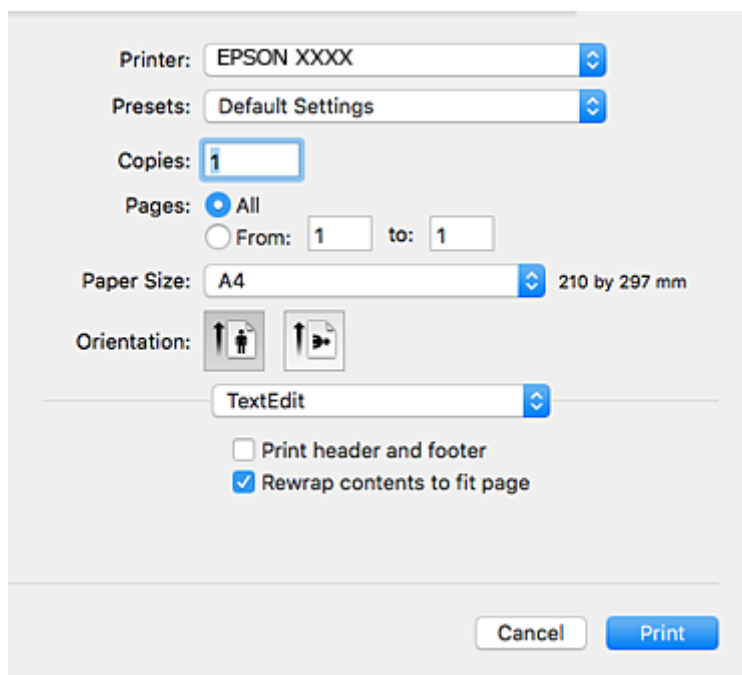 Printer: EPSON XXXX
Presets: Default Settings
Copies: 1
Pages: All
From: 1 to: 1
Paper Size: A4 210 by 297 mm
Orientation:
TextEdit
Print header and footer
Rewrap contents to fit page
Cancel Print